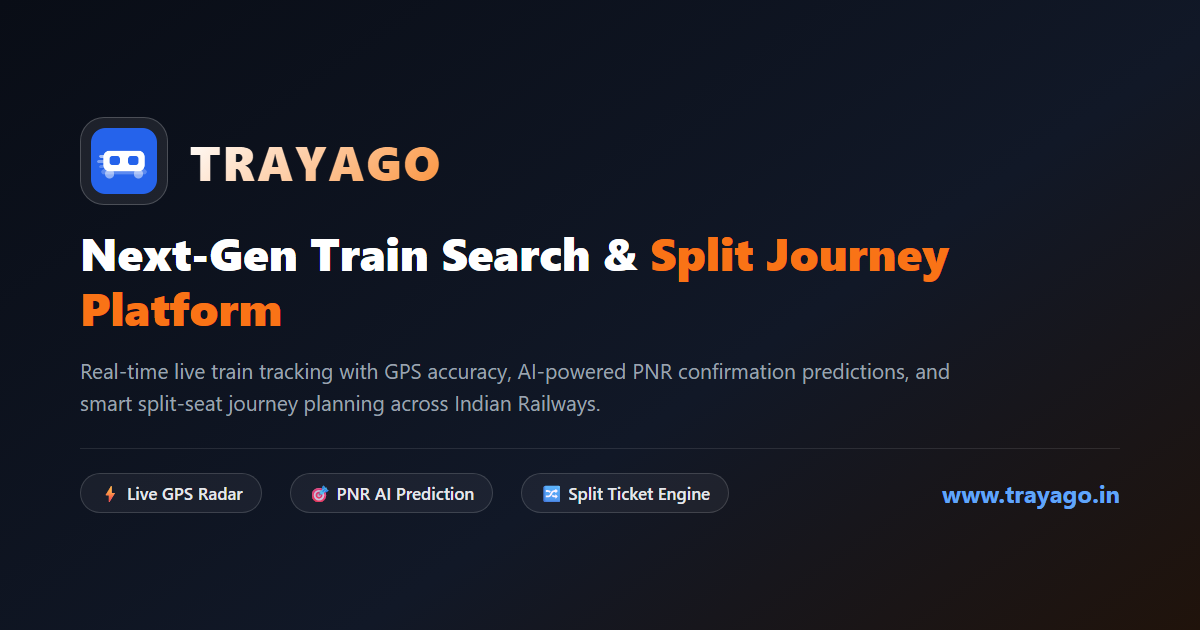 TRAYAGO
Next-Gen Train Search & Split Journey
Platform
Real-time live train tracking with GPS accuracy, AI-powered PNR confirmation predictions, and
smart split-seat journey planning across Indian Railways.
Live GPS Radar
PNR AI Prediction
Split Ticket Engine
www.trayago.in